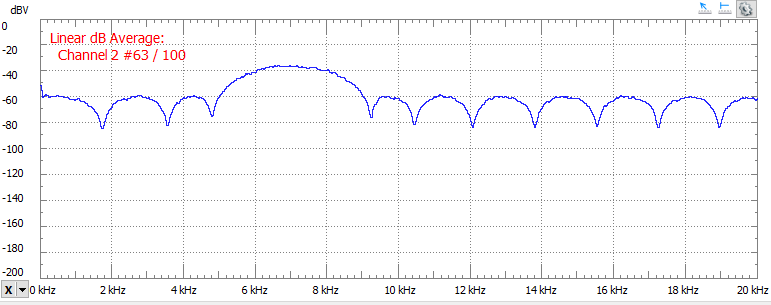 dBV
0
Linear dB Average:
-20
Channel 2 #63 / 100
-40
-60
-80
-100
-120
-140
-160
-180
-200
X 0 kHz 2 kHz 4 kHz 6 kHz 8 kHz 10 kHz 12 kHz 14 kHz 16 kHz 18 kHz 20 kHz